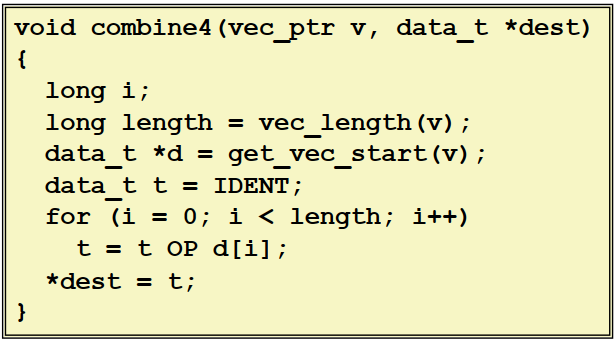 void combine4(vec_ptr v, data_t *dest)
{
  long i;
  long length = vec_length(v);
  data_t *d = get_vec_start(v);
  data_t t = IDENT;
  for (i = 0; i < length; i++)
    t = t OP d[i];
  *dest = t;
}